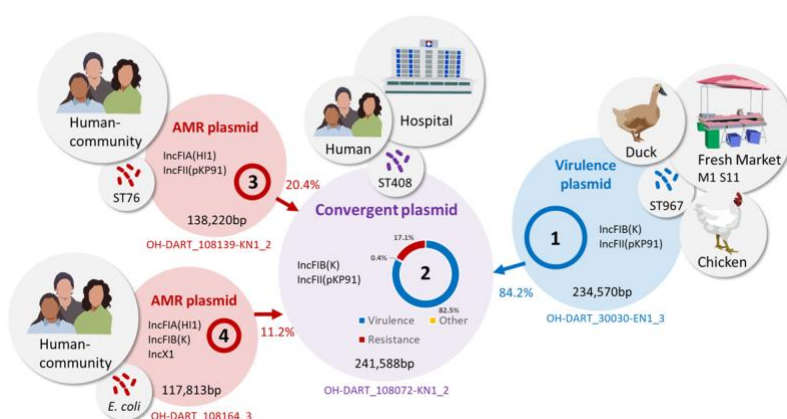 Human-
community
AMR plasmid
IncFIA(HI1)
IncFII(pKP91)
3
ST76
138,220bp
OH-DART_108139-KN1_2
20.4%
Human-
community
AMR plasmid
IncFIA(HI1)
IncFIB(K)
IncX1
4
E. coli
117,813bp
OH-DART_108164_3
11.2%
Human
Hospital
ST408
Convergent plasmid
IncFIB(K)
IncFII(pKP91)
17.1%
0.4%
2
82.5%
Virulence
Other
Resistance
241,588bp
OH-DART_108072-KN1_2
Duck
Fresh Market
M1 S11
Virulence
plasmid
ST967
1
IncFIB(K)
IncFII(pKP91)
Chicken
84.2%
234,570bp
OH-DART_30030-EN1_3